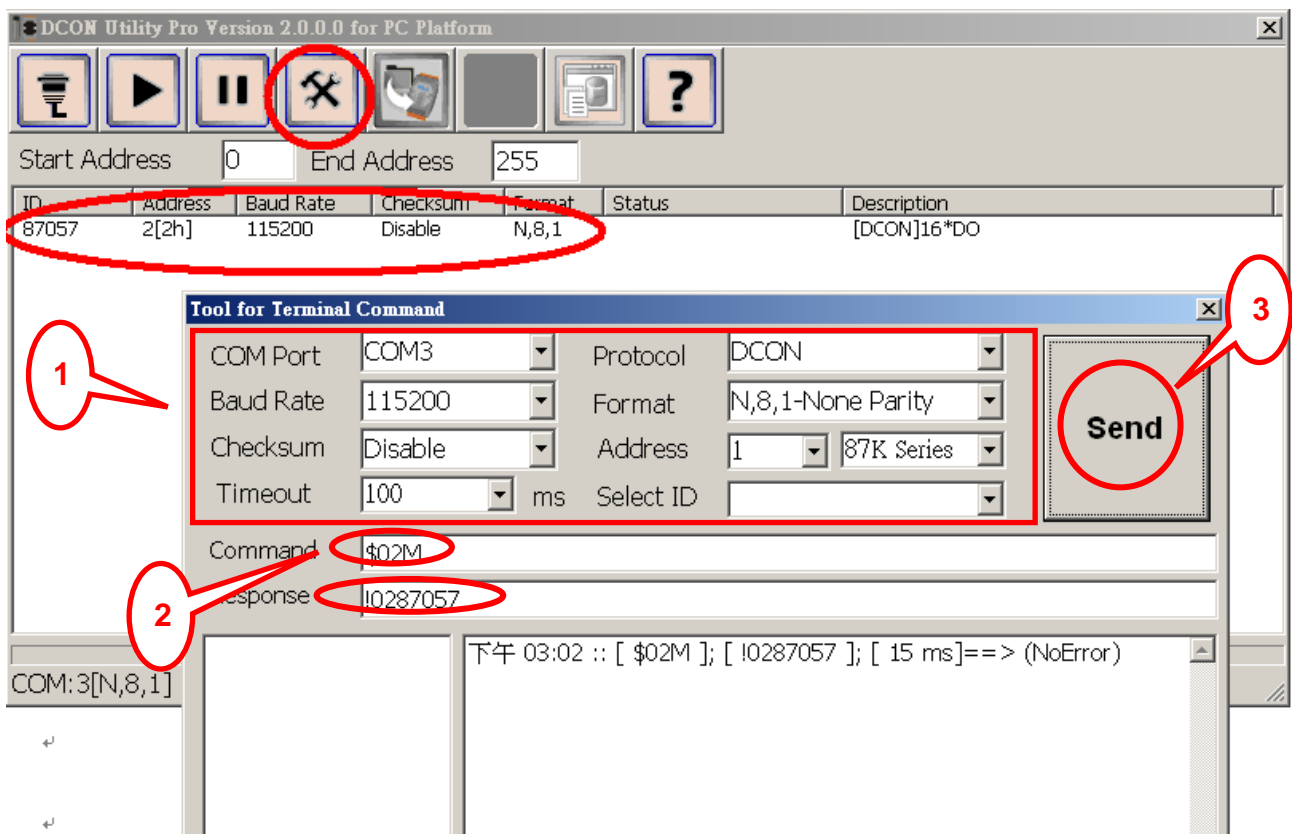 DCON Utility Pro Version 2.0.0.0 for PC Platform
?
Start Address 0 End Address 255
ID Address Baud Rate Checksum Format Status Description
87057 2[2h] 115200 Disable N,8,1 [DCON]16*DO
Tool for Terminal Command
3
COM Port COM3 Protocol DCON
1
Baud Rate 115200 Format N,8,1-None Parity
Send
Checksum Disable Address 1 87K Series
Timeout 100 ms Select ID
Command $02M
2
Response !0287057
下午 03:02 :: [ $02M ]; [ !0287057 ]; [ 15 ms]==> (NoError)
COM:3[N,8,1]